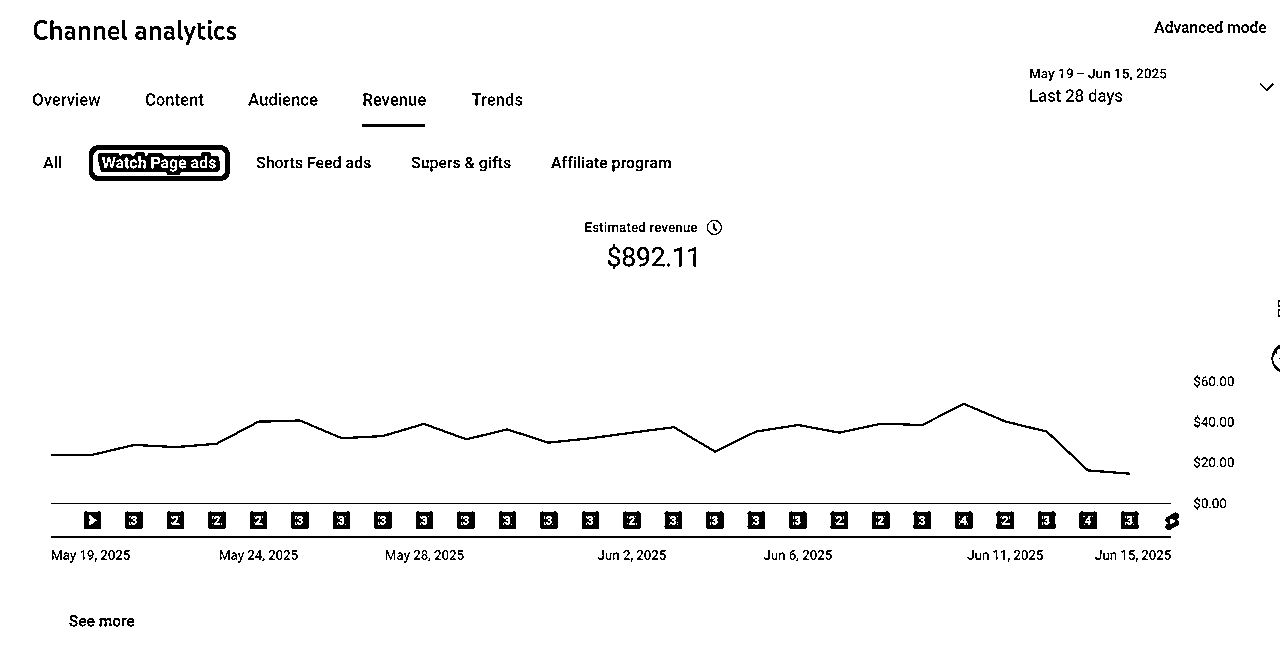 Channel analytics
Advanced mode
May 19 – Jun 15, 2025
Last 28 days
Overview Content Audience Revenue Trends
All Watch Page ads Shorts Feed ads Supers & gifts Affiliate program
Estimated revenue
$892.11
$60.00
$40.00
$20.00
$0.00
3 2 2 2 3 3 3 3 3 3 3 3 2 3 3 3 3 2 2 3 4 2 3 4 3
May 19, 2025 May 24, 2025 May 28, 2025 Jun 2, 2025 Jun 6, 2025 Jun 11, 2025 Jun 15, 2025
See more